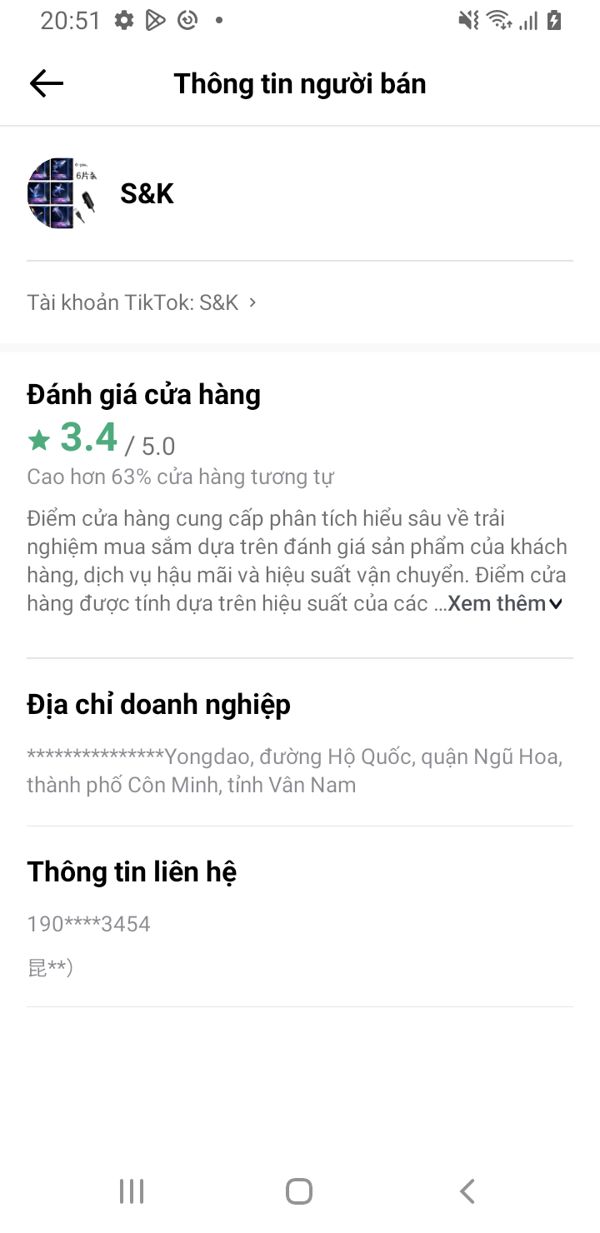 20:51
Thông tin người bán
6片
S&K
Tài khoản TikTok: S&K >
Đánh giá cửa hàng
3.4 / 5.0
Cao hơn 63% cửa hàng tương tự
Điểm cửa hàng cung cấp phân tích hiểu sâu về trải
nghiệm mua sắm dựa trên đánh giá sản phẩm của khách
hàng, dịch vụ hậu mãi và hiệu suất vận chuyển. Điểm cửa
hàng được tính dựa trên hiệu suất của các ...Xem thêm
Địa chỉ doanh nghiệp
***************Yongdao, đường Hộ Quốc, quận Ngũ Hoa,
thành phố Côn Minh, tỉnh Vân Nam
Thông tin liên hệ
190****3454
昆**)